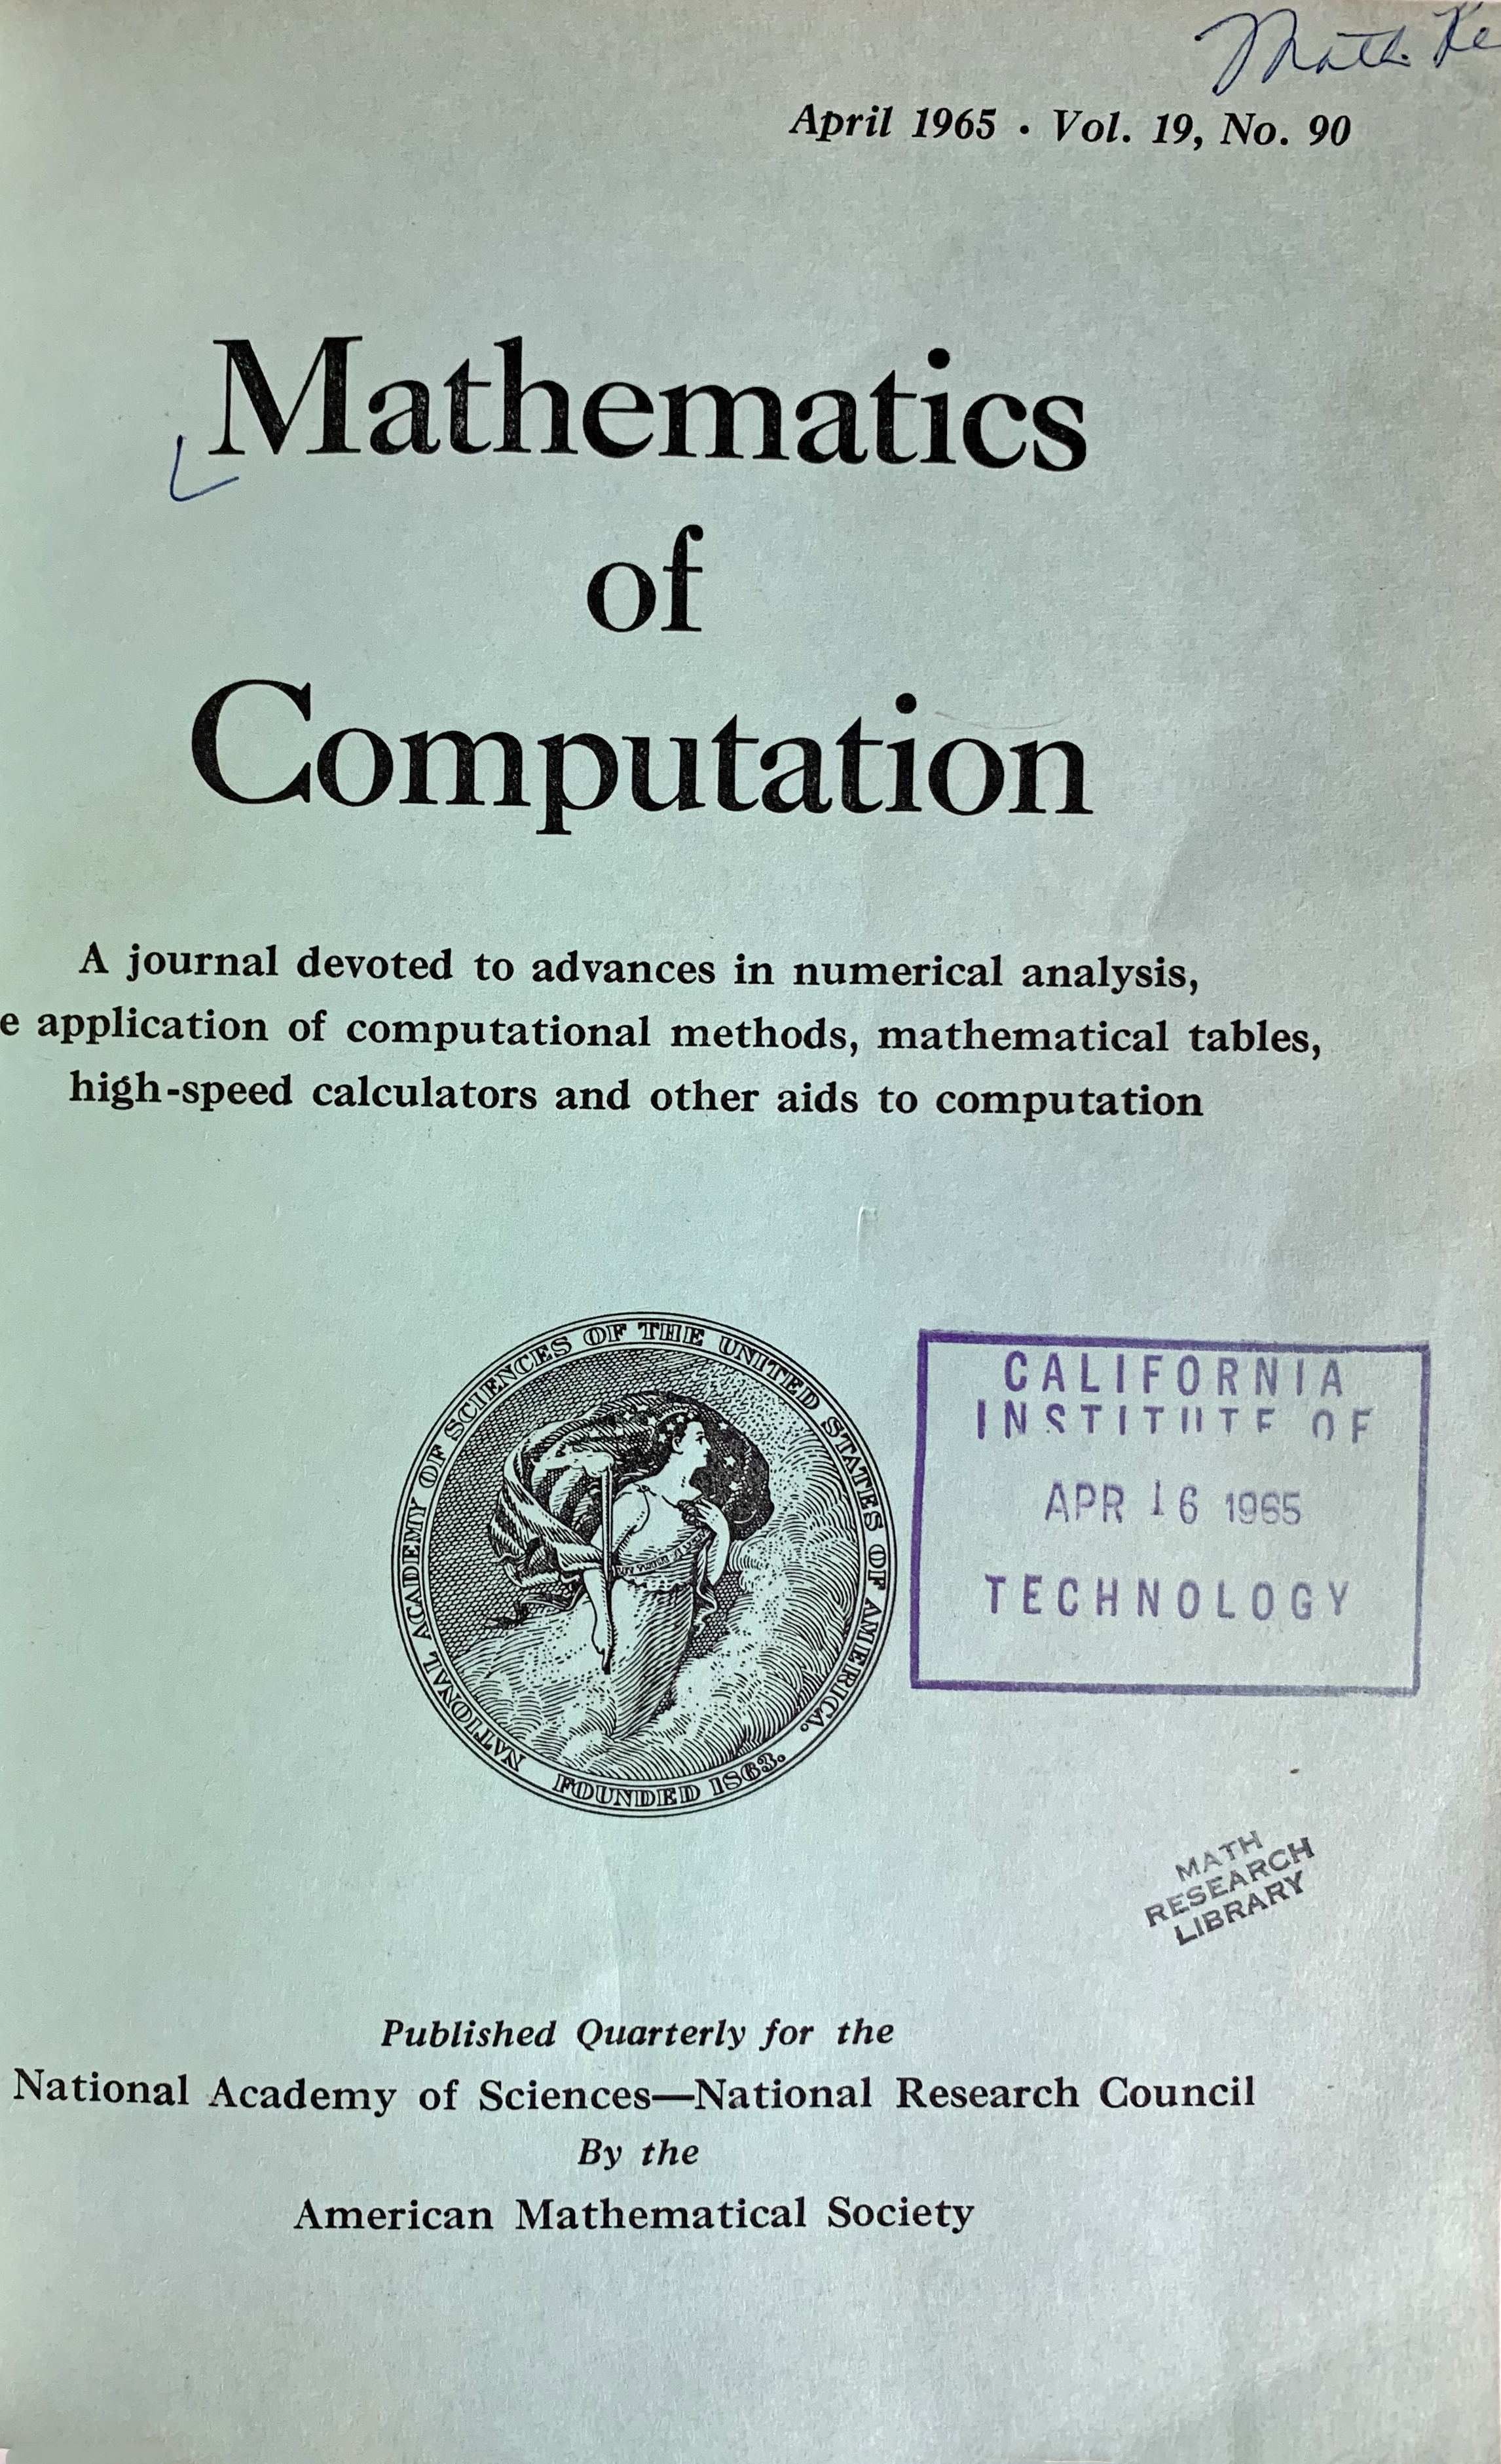 Math. Re
April 1965 · Vol. 19, No. 90
Mathematics
of
Computation
A journal devoted to advances in numerical analysis,
e application of computational methods, mathematical tables,
high-speed calculators and other aids to computation
NATIONAL ACADEMY OF SCIENCES OF THE UNITED STATES OF AMERICA.
FOUNDED 1863.
CALIFORNIA
INSTITUTE OF
APR 16 1965
TECHNOLOGY
MATH
RESEARCH
LIBRARY
Published Quarterly for the
National Academy of Sciences—National Research Council
By the
American Mathematical Society